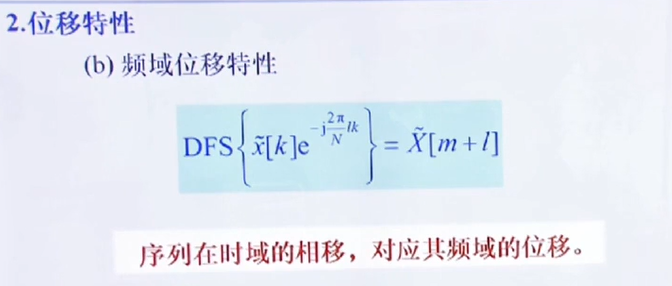 2.位移特性
(b) 频域位移特性
DFS{x̃[k]e^{-j\frac{2π}{N}lk}} = X̃[m+l]
序列在时域的相移，对应其频域的位移。